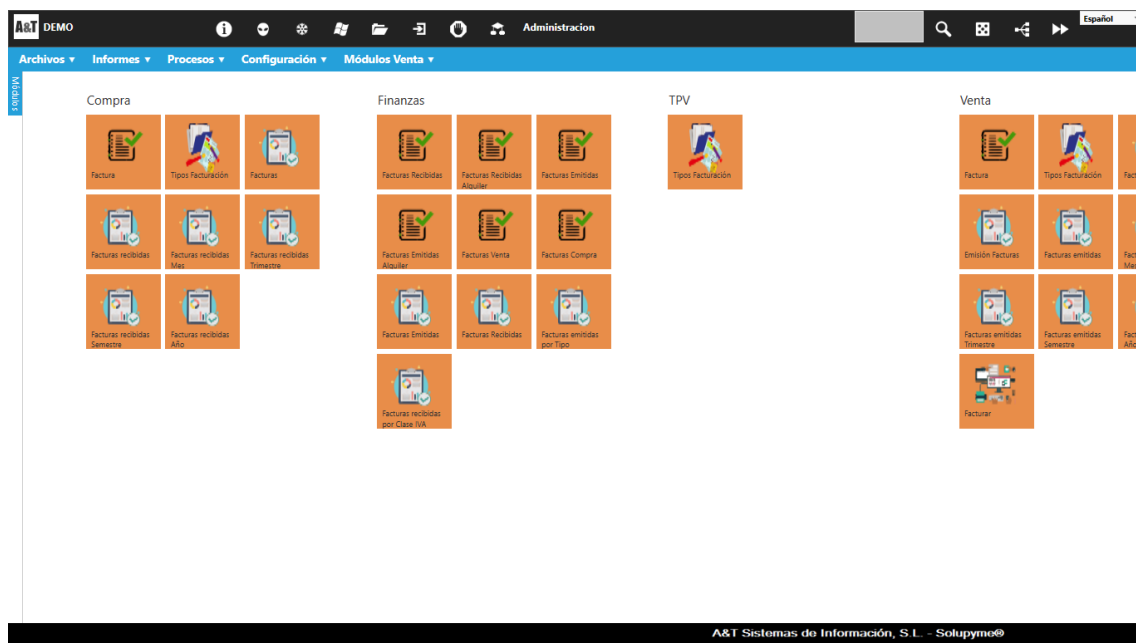 A&T DEMO
Administracion
Español
Archivos
Informes
Procesos
Configuración
Módulos Venta
Módulos
Compra
Factura
Tipos Facturación
Facturas
Facturas recibidas
Facturas recibidas
Mes
Facturas recibidas
Trimestre
Facturas recibidas
Semestre
Facturas recibidas
Año
Finanzas
Facturas Recibidas
Facturas Recibidas
Alquiler
Facturas Emitidas
Facturas Emitidas
Alquiler
Facturas Venta
Facturas Compra
Facturas Emitidas
Facturas Recibidas
Facturas emitidas
por Tipo
Facturas recibidas
por Clase IVA
TPV
Tipos Facturación
Venta
Factura
Tipos Facturación
Emisión Facturas
Facturas emitidas
Mes
Facturas emitidas
Trimestre
Facturas emitidas
Semestre
Año
Facturar
A&T Sistemas de Información, S.L. - Solupyme®